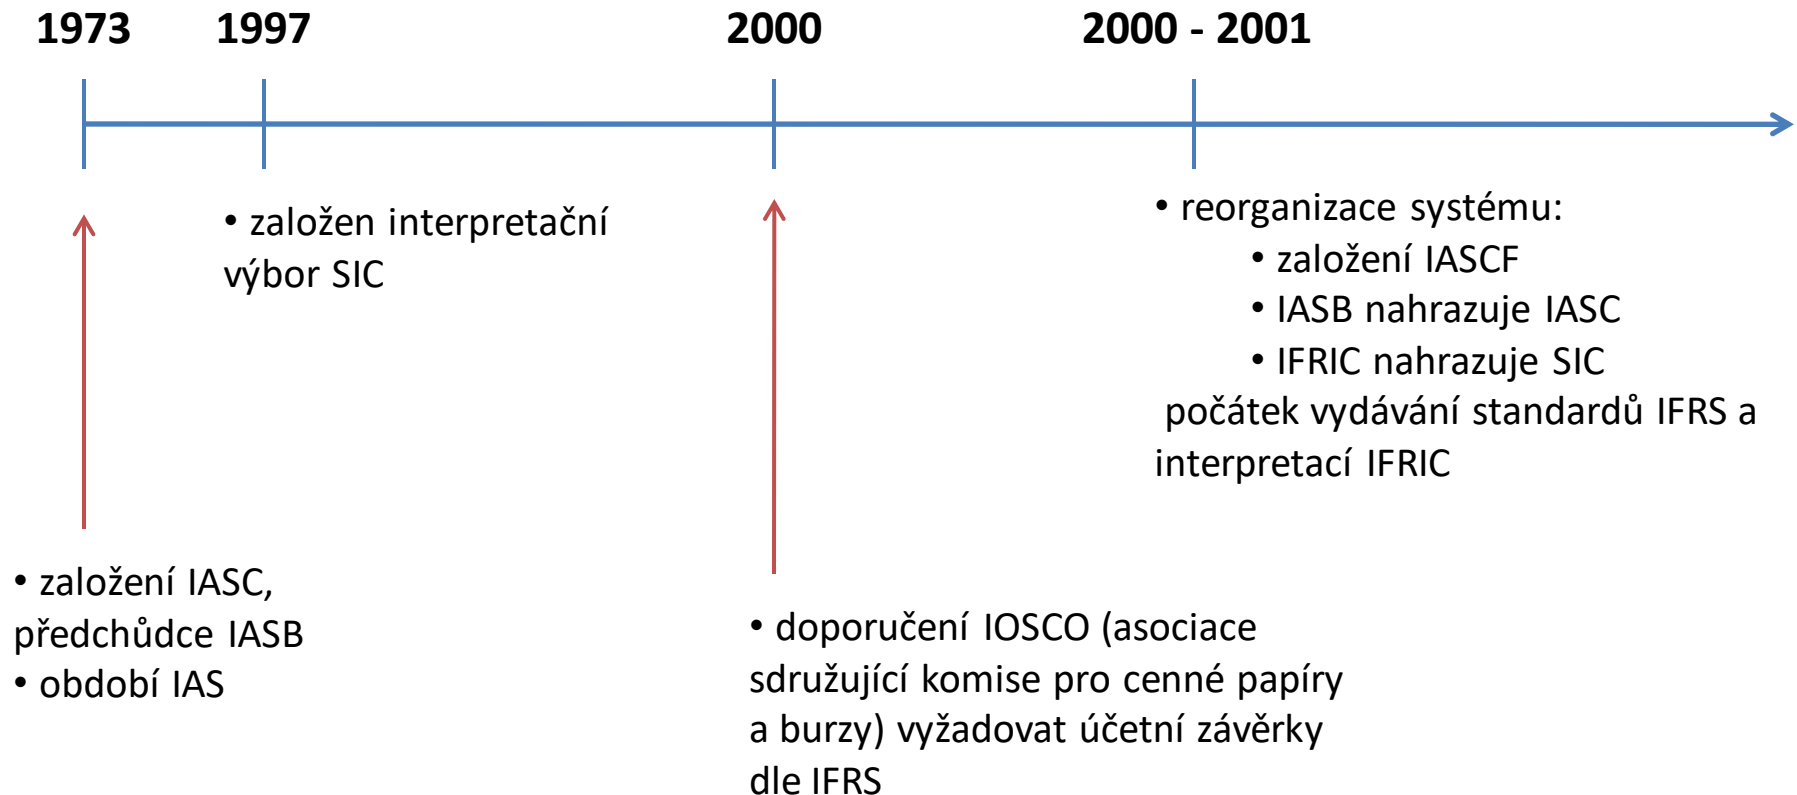 1973 1997 2000 2000 - 2001
• založení IASC,
předchůdce IASB
• období IAS
• založen interpretační
výbor SIC
• doporučení IOSCO (asociace
sdružující komise pro cenné papíry
a burzy) vyžadovat účetní závěrky
dle IFRS
• reorganizace systému:
• založení IASCF
• IASB nahrazuje IASC
• IFRIC nahrazuje SIC
počátek vydávání standardů IFRS a
interpretací IFRIC